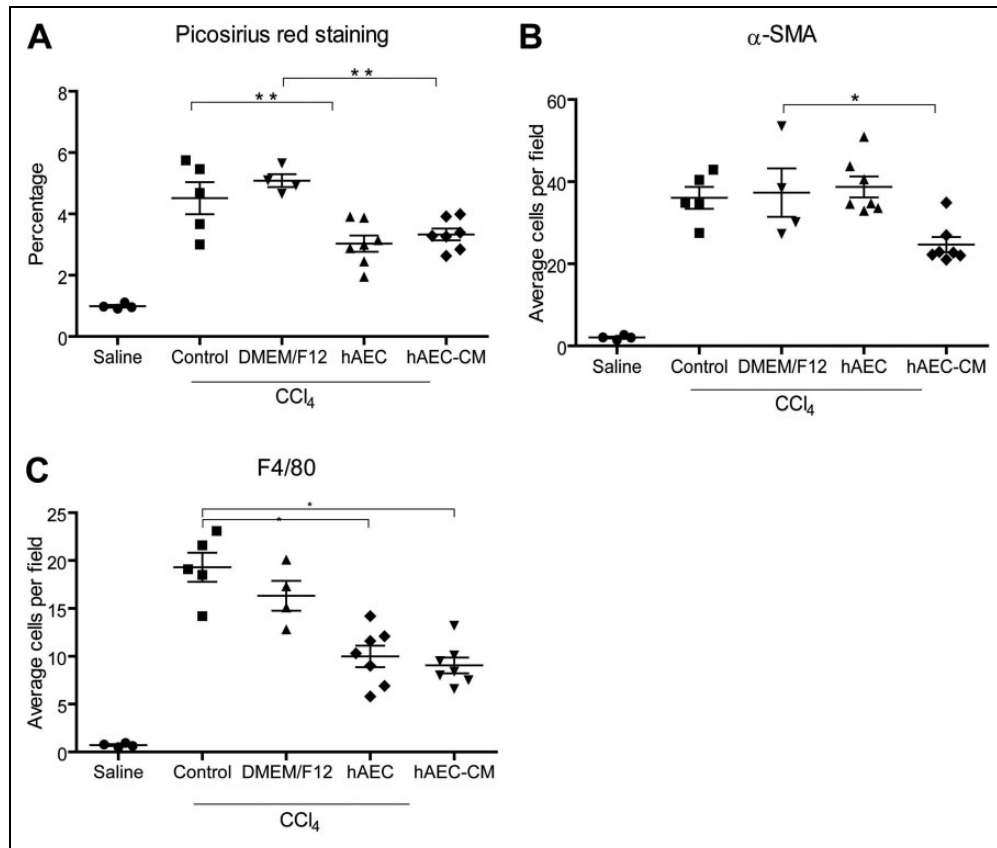 A
Picosirius red staining
* *
* *
8
6
4
2
0
Percentage
Saline
Control
DMEM/F12
hAEC
hAEC-CM
CCl₄
B
α-SMA
*
60
40
20
0
Average cells per field
Saline
Control
DMEM/F12
hAEC
hAEC-CM
CCl₄
C
F4/80
*
*
25
20
15
10
5
0
Average cells per field
Saline
Control
DMEM/F12
hAEC
hAEC-CM
CCl₄